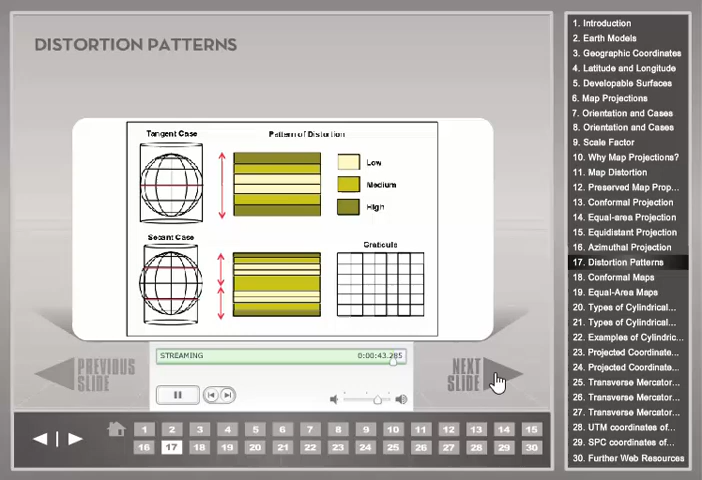 DISTORTION PATTERNS
Tangent Case
Pattern of Distortion
Low
Medium
High
Secant Case
Graticule
STREAMING 0:00:43.285
PREVIOUS
SLIDE
NEXT
SLIDE
1 2 3 4 5 6 7 8 9 10 11 12 13 14 15
16 17 18 19 20 21 22 23 24 25 26 27 28 29 30
1. Introduction
2. Earth Models
3. Geographic Coordinates
4. Latitude and Longitude
5. Developable Surfaces
6. Map Projections
7. Orientation and Cases
8. Orientation and Cases
9. Scale Factor
10. Why Map Projections?
11. Map Distortion
12. Preserved Map Prop...
13. Conformal Projection
14. Equal-area Projection
15. Equidistant Projection
16. Azimuthal Projection
17. Distortion Patterns
18. Conformal Maps
19. Equal-Area Maps
20. Types of Cylindrical...
21. Types of Cylindrical...
22. Examples of Cylindric...
23. Projected Coordinate...
24. Projected Coordinate...
25. Transverse Mercator...
26. Transverse Mercator...
27. Transverse Mercator...
28. UTM coordinates of...
29. SPC coordinates of...
30. Further Web Resources